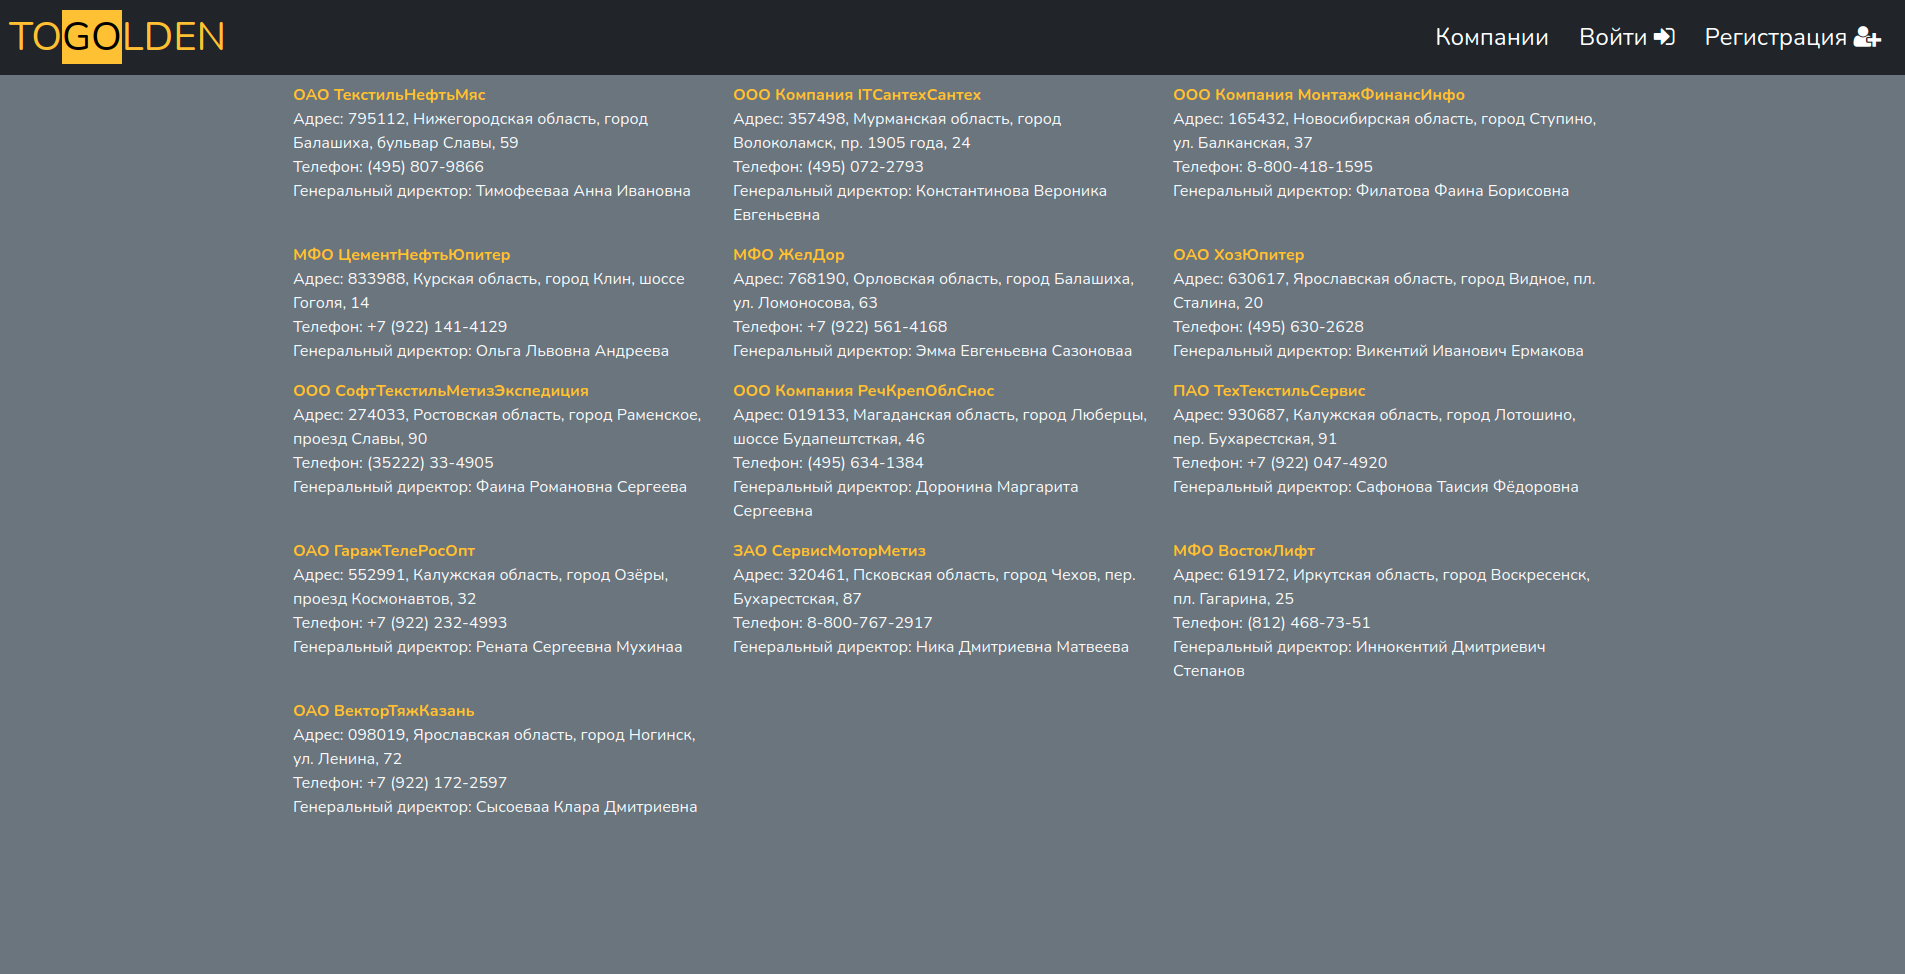 TOGOLDEN
Компании
Войти
Регистрация
ОАО ТекстильНефтьМяс
Адрес: 795112, Нижегородская область, город
Балашиха, бульвар Славы, 59
Телефон: (495) 807-9866
Генеральный директор: Тимофееваа Анна Ивановна
ООО Компания ITСантехСантех
Адрес: 357498, Мурманская область, город
Волоколамск, пр. 1905 года, 24
Телефон: (495) 072-2793
Генеральный директор: Константинова Вероника
Евгеньевна
ООО Компания МонтажФинансИнфо
Адрес: 165432, Новосибирская область, город Ступино,
ул. Балканская, 37
Телефон: 8-800-418-1595
Генеральный директор: Филатова Фаина Борисовна
МФО ЦементНефтьЮпитер
Адрес: 833988, Курская область, город Клин, шоссе
Гоголя, 14
Телефон: +7 (922) 141-4129
Генеральный директор: Ольга Львовна Андреева
МФО ЖелДор
Адрес: 768190, Орловская область, город Балашиха,
ул. Ломоносова, 63
Телефон: +7 (922) 561-4168
Генеральный директор: Эмма Евгеньевна Сазоноваа
ОАО ХозЮпитер
Адрес: 630617, Ярославская область, город Видное, пл.
Сталина, 20
Телефон: (495) 630-2628
Генеральный директор: Викентий Иванович Ермакова
ООО СофтТекстильМетизЭкспедиция
Адрес: 274033, Ростовская область, город Раменское,
проезд Славы, 90
Телефон: (35222) 33-4905
Генеральный директор: Фаина Романовна Сергеева
ООО Компания РечКрепОблСнос
Адрес: 019133, Магаданская область, город Люберцы,
шоссе Будапештсткая, 46
Телефон: (495) 634-1384
Генеральный директор: Доронина Маргарита
Сергеевна
ПАО ТехТекстильСервис
Адрес: 930687, Калужская область, город Лотошино,
пер. Бухарестская, 91
Телефон: +7 (922) 047-4920
Генеральный директор: Сафонова Таисия Фёдоровна
ОАО ГаражТелеРосОпт
Адрес: 552991, Калужская область, город Озёры,
проезд Космонавтов, 32
Телефон: +7 (922) 232-4993
Генеральный директор: Рената Сергеевна Мухинаа
ЗАО СервисМоторМетиз
Адрес: 320461, Псковская область, город Чехов, пер.
Бухарестская, 87
Телефон: 8-800-767-2917
Генеральный директор: Ника Дмитриевна Матвеева
МФО ВостокЛифт
Адрес: 619172, Иркутская область, город Воскресенск,
пл. Гагарина, 25
Телефон: (812) 468-73-51
Генеральный директор: Иннокентий Дмитриевич
Степанов
ОАО ВекторТяжКазань
Адрес: 098019, Ярославская область, город Ногинск,
ул. Ленина, 72
Телефон: +7 (922) 172-2597
Генеральный директор: Сысоеваа Клара Дмитриевна